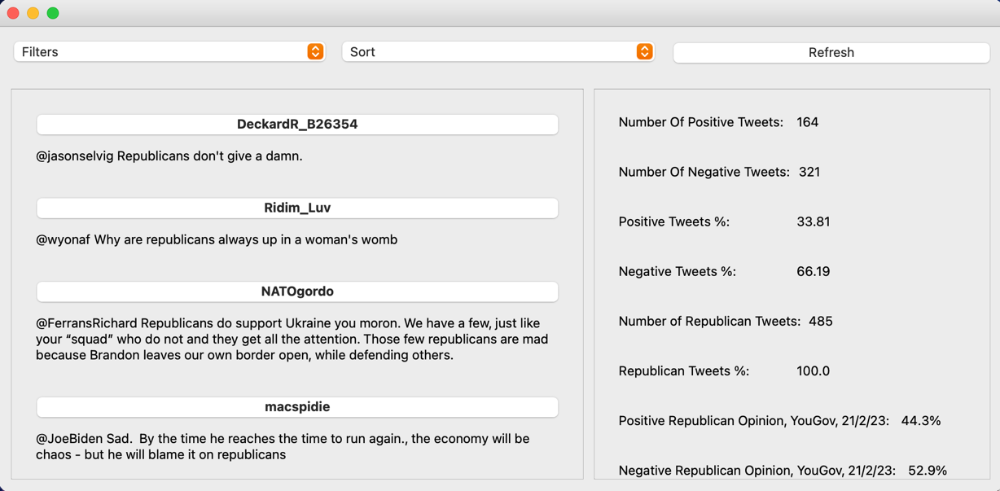 Filters
Sort
Refresh
DeckardR_B26354
@jasonselvig Republicans don't give a damn.
Ridim_Luv
@wyonaf Why are republicans always up in a woman's womb
NATOgordo
@FerransRichard Republicans do support Ukraine you moron. We have a few, just like
your “squad” who do not and they get all the attention. Those few republicans are mad
because Brandon leaves our own border open, while defending others.
macspidie
@JoeBiden Sad.  By the time he reaches the time to run again., the economy will be
chaos - but he will blame it on republicans
Number Of Positive Tweets: 164
Number Of Negative Tweets: 321
Positive Tweets %: 33.81
Negative Tweets %: 66.19
Number of Republican Tweets: 485
Republican Tweets %: 100.0
Positive Republican Opinion, YouGov, 21/2/23: 44.3%
Negative Republican Opinion, YouGov, 21/2/23: 52.9%